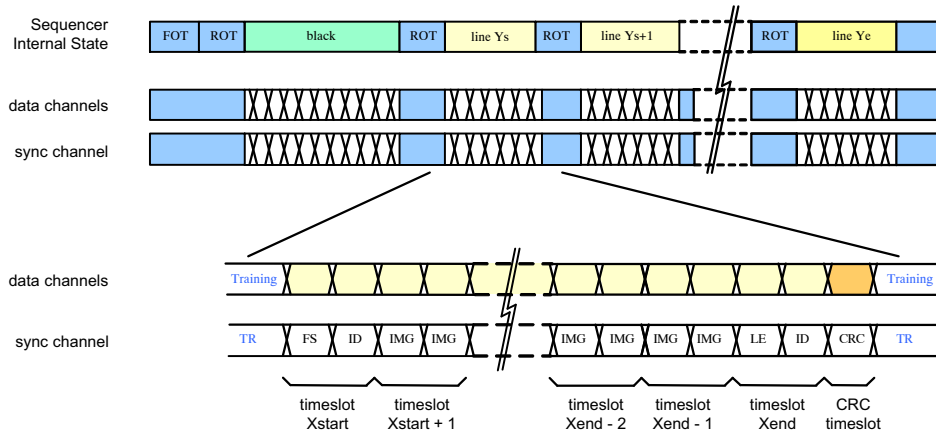 Sequencer
Internal State
FOT ROT black ROT line Ys ROT line Ys+1 ROT line Ye
data channels
sync channel
data channels
Training Training
sync channel
TR FS ID IMG IMG IMG IMG IMG IMG LE ID CRC TR
timeslot timeslot timeslot timeslot timeslot CRC
Xstart Xstart + 1 Xend - 2 Xend - 1 Xend timeslot